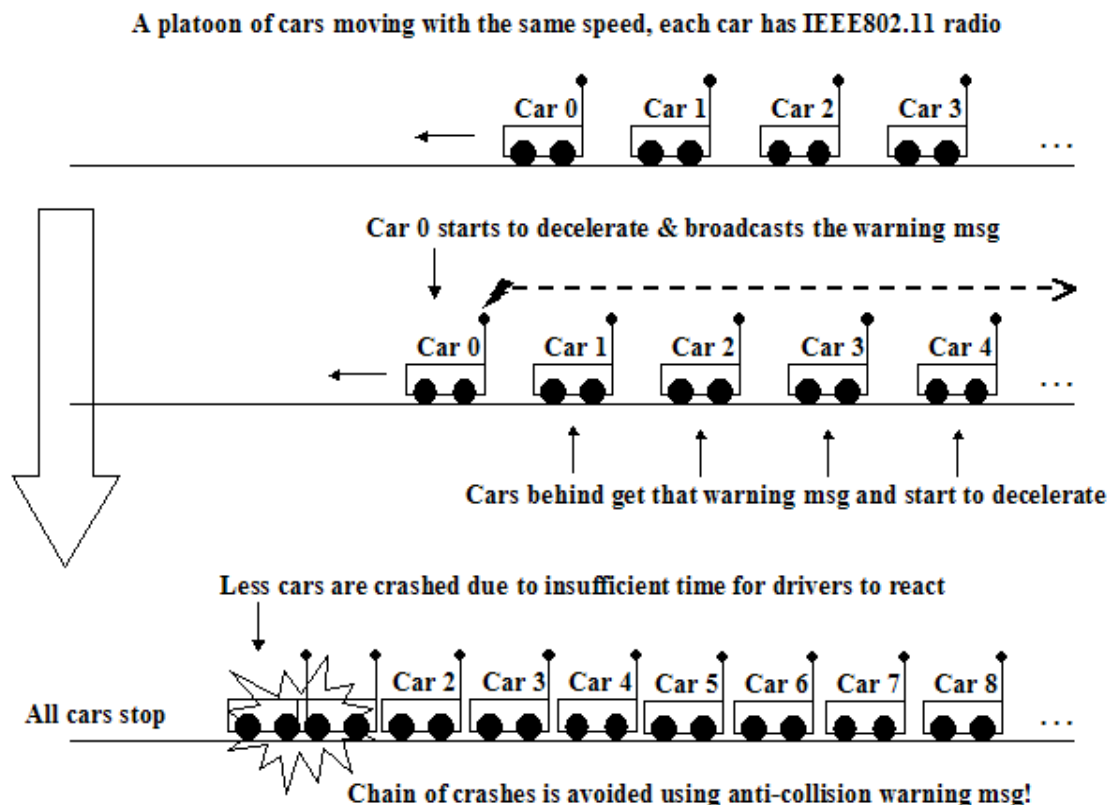 A platoon of cars moving with the same speed, each car has IEEE802.11 radio
Car 0 Car 1 Car 2 Car 3
...
Car 0 starts to decelerate & broadcasts the warning msg
Car 0 Car 1 Car 2 Car 3 Car 4
...
Cars behind get that warning msg and start to decelerate
Less cars are crashed due to insufficient time for drivers to react
Car 2 Car 3 Car 4 Car 5 Car 6 Car 7 Car 8
All cars stop
...
Chain of crashes is avoided using anti-collision warning msg!